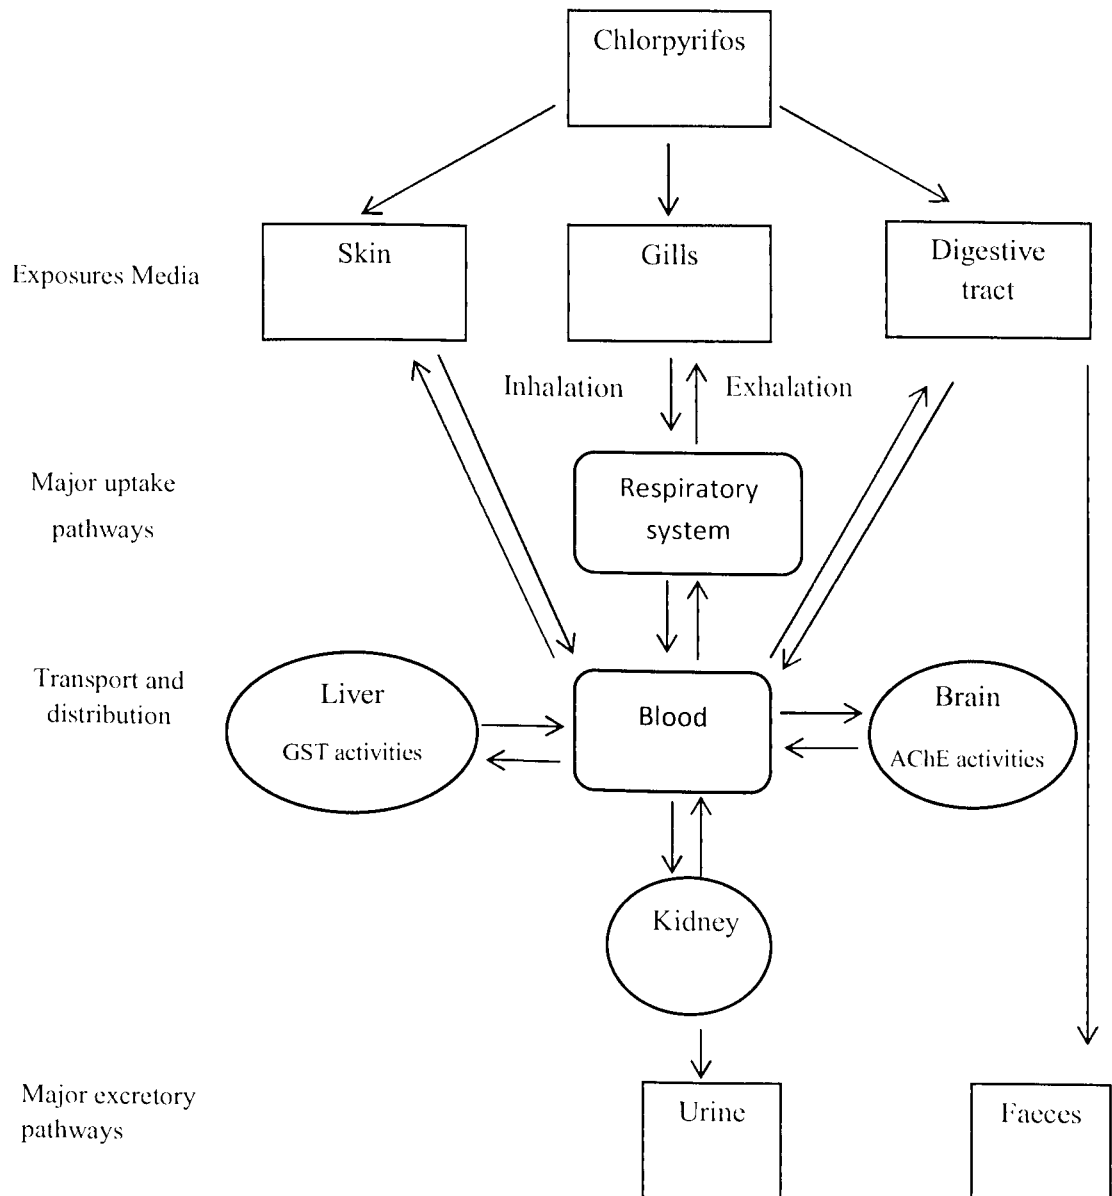 Chlorpyrifos
Exposures Media
Skin
Gills
Digestive
tract
Inhalation
Exhalation
Major uptake
pathways
Respiratory
system
Transport and
distribution
Liver
GST activities
Blood
Brain
AChE activities
Kidney
Major excretory
pathways
Urine
Faeces